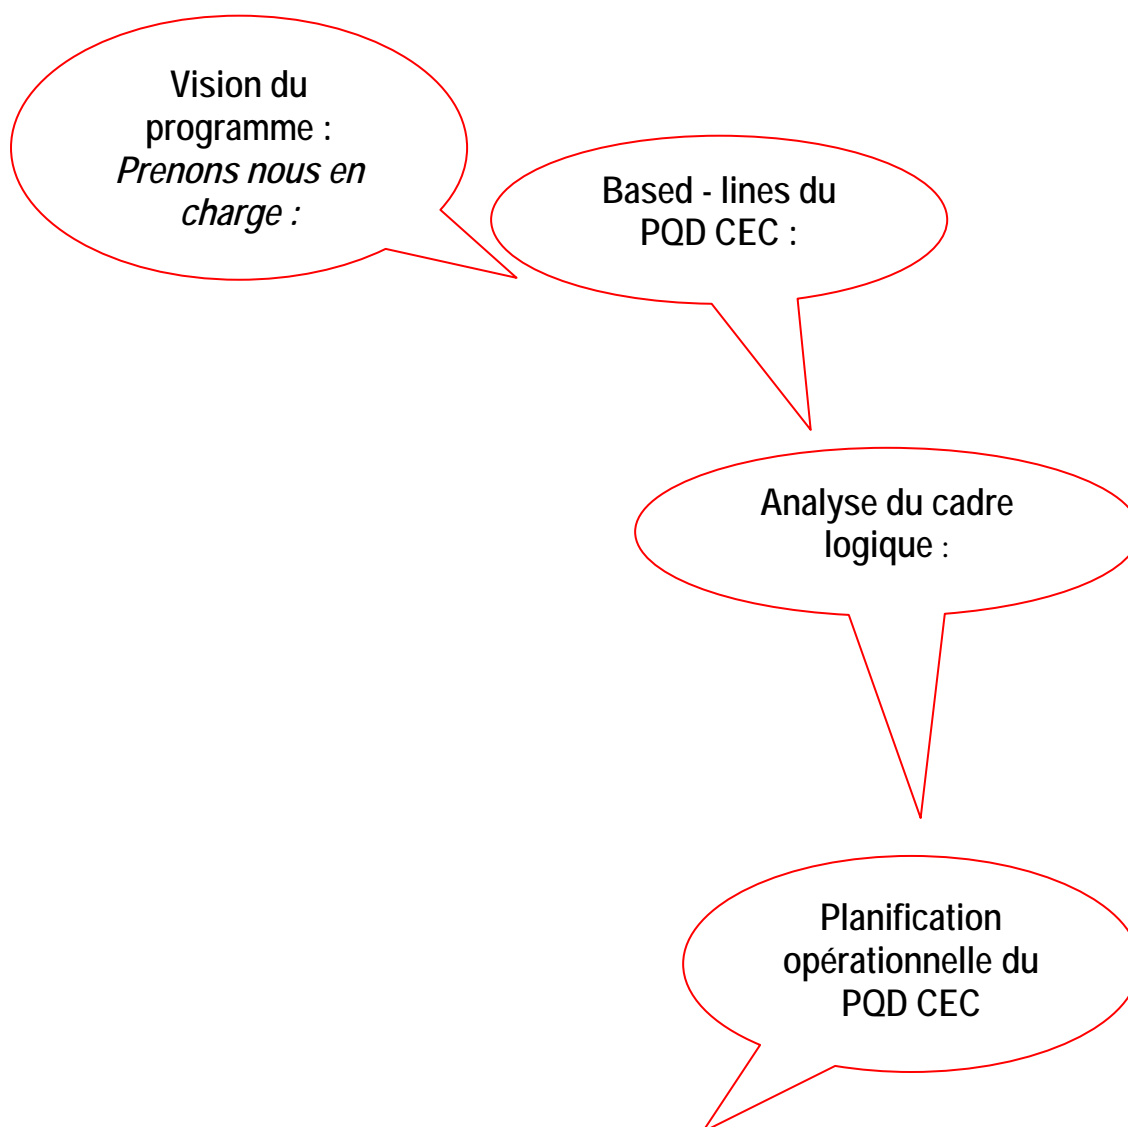 Vision du
programme :
Prenons nous en
charge :
Based - lines du
PQD CEC :
Analyse du cadre
logique :
Planification
opérationnelle du
PQD CEC